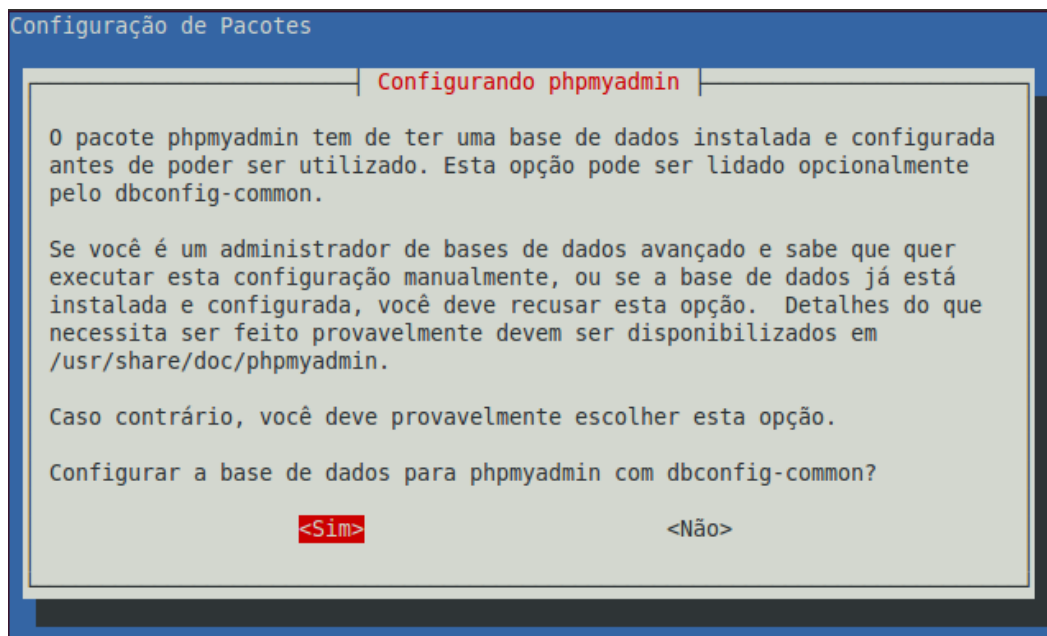 Configuração de Pacotes
Configurando phpmyadmin
O pacote phpmyadmin tem de ter uma base de dados instalada e configurada
antes de poder ser utilizado. Esta opção pode ser lidado opcionalmente
pelo dbconfig-common.
Se você é um administrador de bases de dados avançado e sabe que quer
executar esta configuração manualmente, ou se a base de dados já está
instalada e configurada, você deve recusar esta opção.  Detalhes do que
necessita ser feito provavelmente devem ser disponibilizados em
/usr/share/doc/phpmyadmin.
Caso contrário, você deve provavelmente escolher esta opção.
Configurar a base de dados para phpmyadmin com dbconfig-common?
<Sim> <Não>